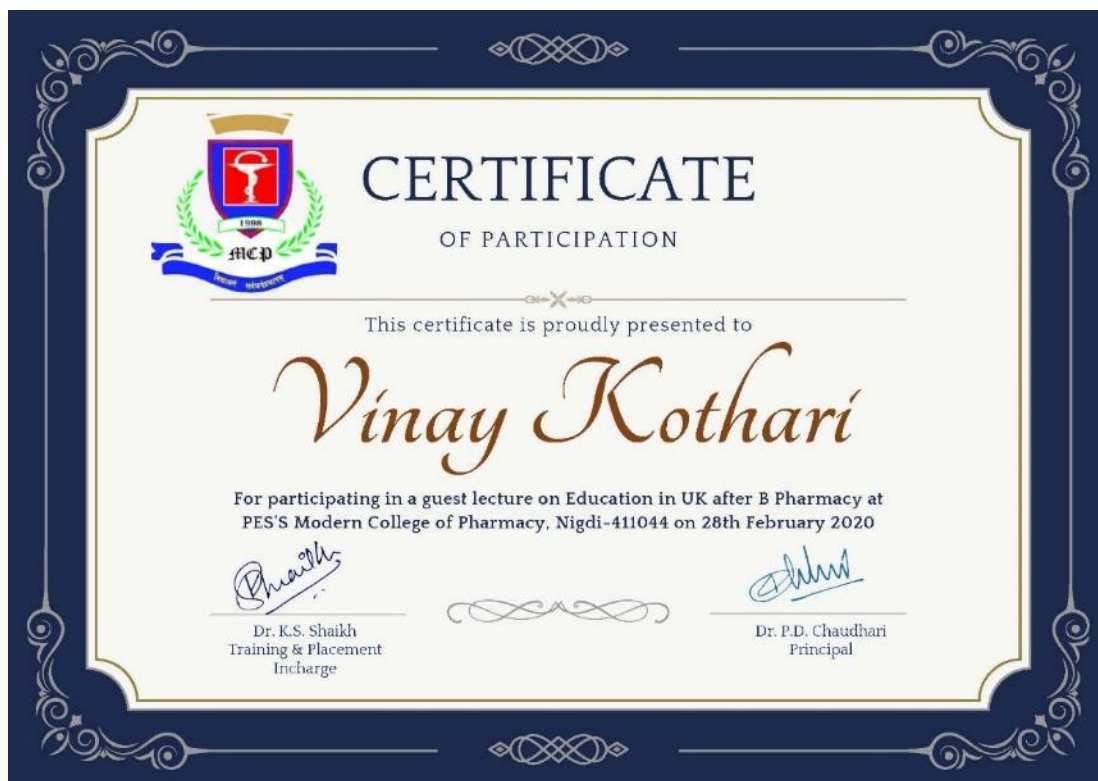 CERTIFICATE
OF PARTICIPATION
1998
MCP
This certificate is proudly presented to
Vinay Kothari
For participating in a guest lecture on Education in UK after B Pharmacy at
PES'S Modern College of Pharmacy, Nigdi-411044 on 28th February 2020
Dr. K.S. Shaikh
Training & Placement
Incharge
Dr. P.D. Chaudhari
Principal